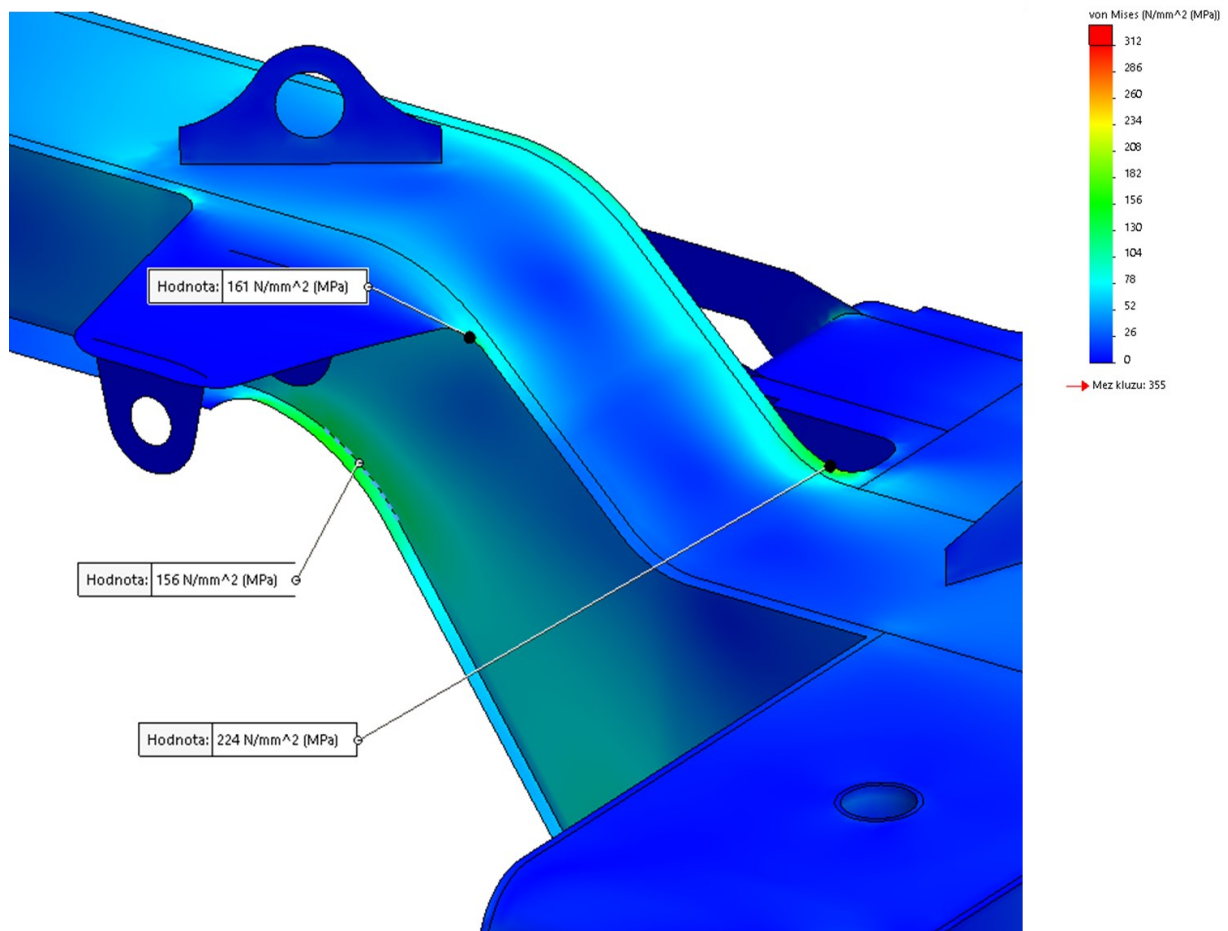 von Mises (N/mm^2 (MPa))
312
286
260
234
208
182
156
130
104
78
52
26
0
Mez kluzu: 355
Hodnota: 161 N/mm^2 (MPa)
Hodnota: 156 N/mm^2 (MPa)
Hodnota: 224 N/mm^2 (MPa)